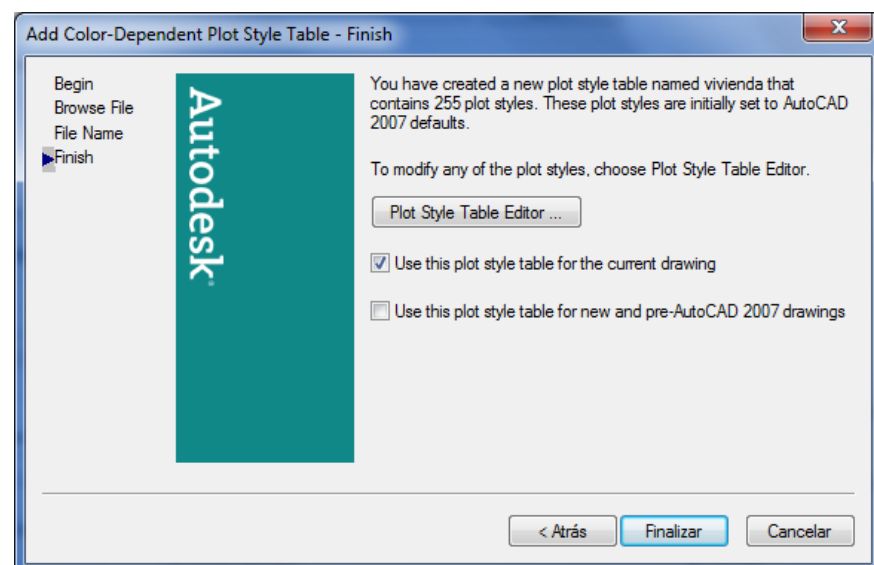 Add Color-Dependent Plot Style Table - Finish
Begin
Browse File
File Name
Finish
Autodesk
You have created a new plot style table named vivienda that
contains 255 plot styles. These plot styles are initially set to AutoCAD
2007 defaults.
To modify any of the plot styles, choose Plot Style Table Editor.
Plot Style Table Editor ...
Use this plot style table for the current drawing
Use this plot style table for new and pre-AutoCAD 2007 drawings
< Atrás
Finalizar
Cancelar